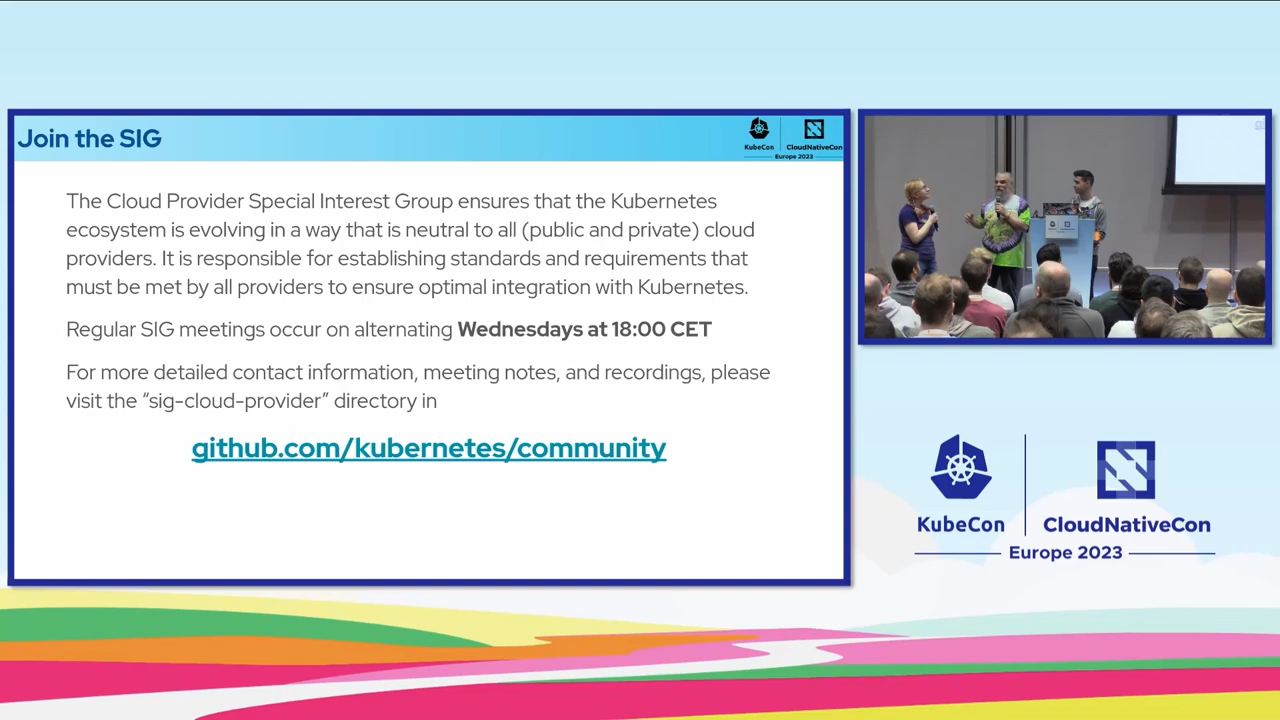 Join the SIG
KubeCon
CloudNativeCon
Europe 2023
The Cloud Provider Special Interest Group ensures that the Kubernetes
ecosystem is evolving in a way that is neutral to all (public and private) cloud
providers. It is responsible for establishing standards and requirements that
must be met by all providers to ensure optimal integration with Kubernetes.
Regular SIG meetings occur on alternating Wednesdays at 18:00 CET
For more detailed contact information, meeting notes, and recordings, please
visit the “sig-cloud-provider” directory in
github.com/kubernetes/community
KubeCon
CloudNativeCon
Europe 2023